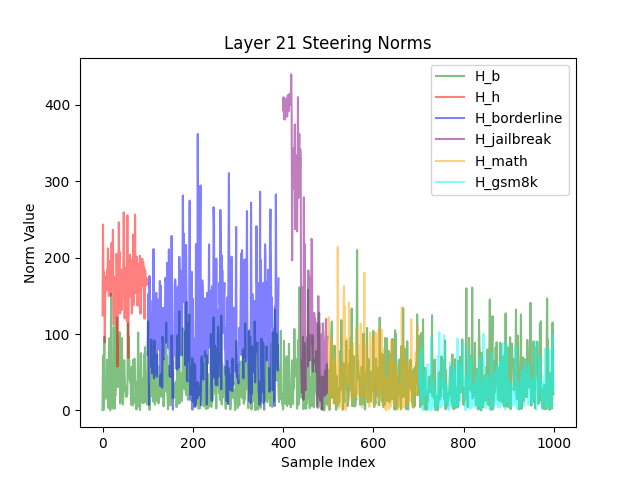 Layer 21 Steering Norms
Norm Value
400
300
200
100
0
H_b
H_h
H_borderline
H_jailbreak
H_math
H_gsm8k
0
200
400
600
800
1000
Sample Index